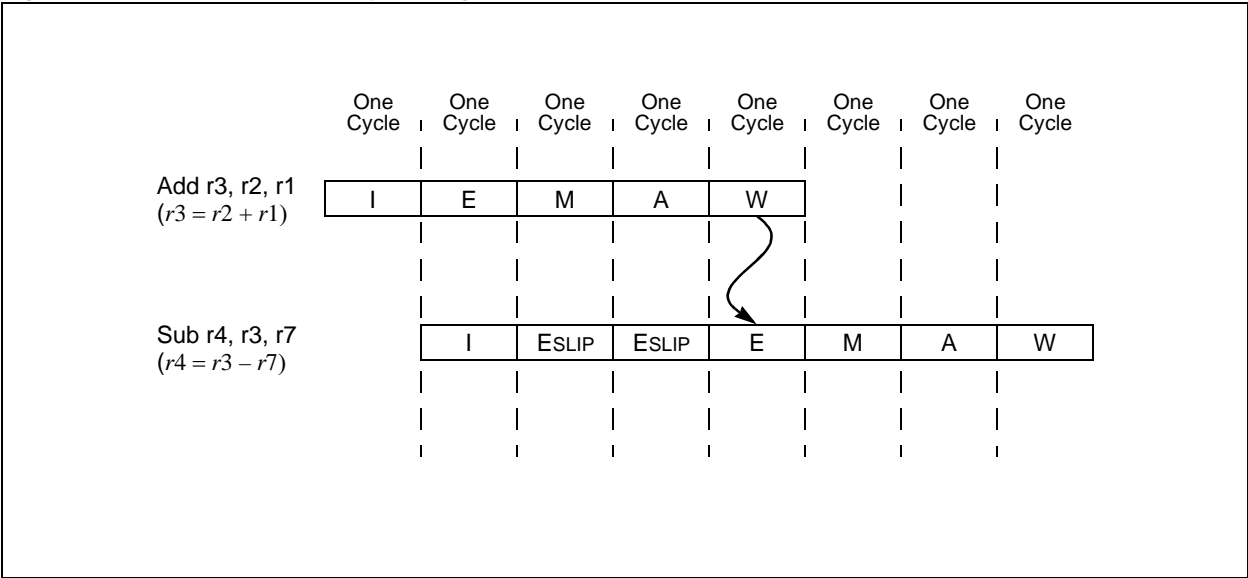 One One One One One One One One
Cycle Cycle Cycle Cycle Cycle Cycle Cycle Cycle
Add r3, r2, r1
(r3 = r2 + r1)
I E M A W
Sub r4, r3, r7
(r4 = r3 – r7)
I ESLIP ESLIP E M A W